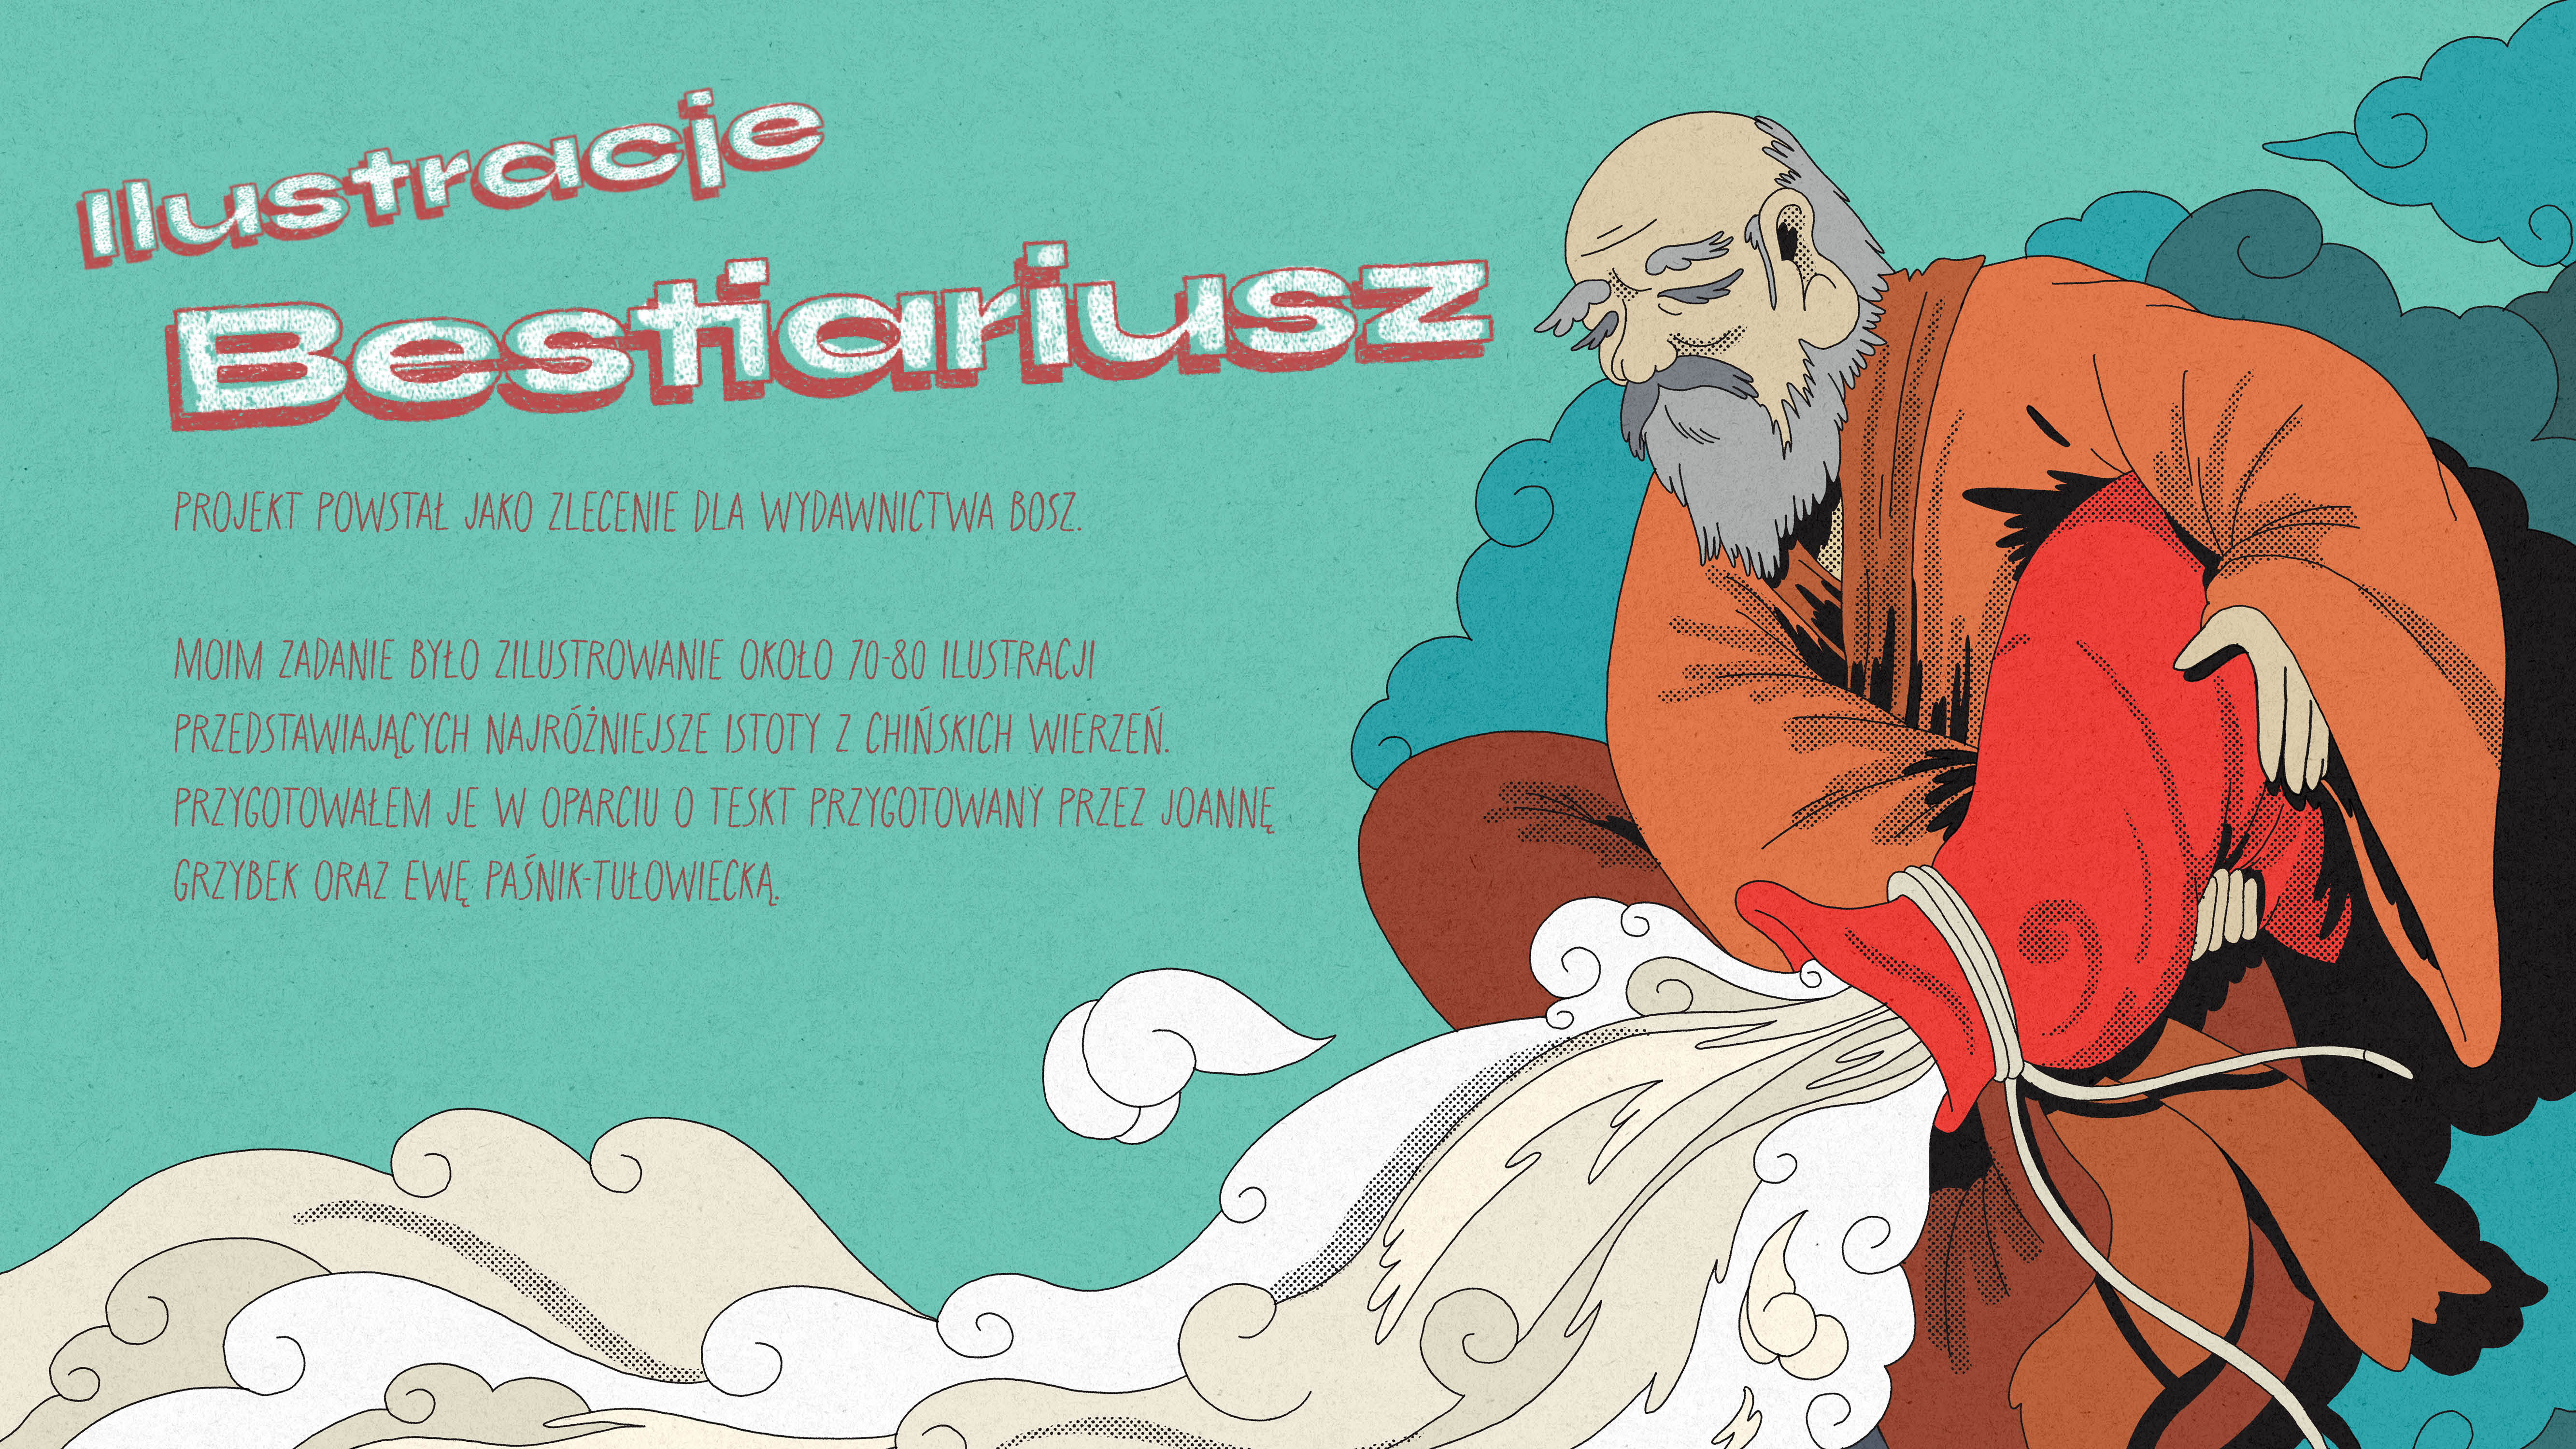 Ilustracje
Bestiariusz
PROJEKT POWSTAŁ JAKO ZLECENIE DLA WYDAWNICTWA BOSZ.
MOIM ZADANIE BYŁO ZILUSTROWANIE OKOŁO 70-80 ILUSTRACJI
PRZEDSTAWIAJĄCYCH NAJRÓŻNIEJSZE ISTOTY Z CHIŃSKICH WIERZEŃ.
PRZYGOTOWAŁEM JE W OPARCIU O TESKT PRZYGOTOWANY PRZEZ JOANNĘ
GRZYBEK ORAZ EWĘ PAŚNIK-TUŁOWIECKĄ.